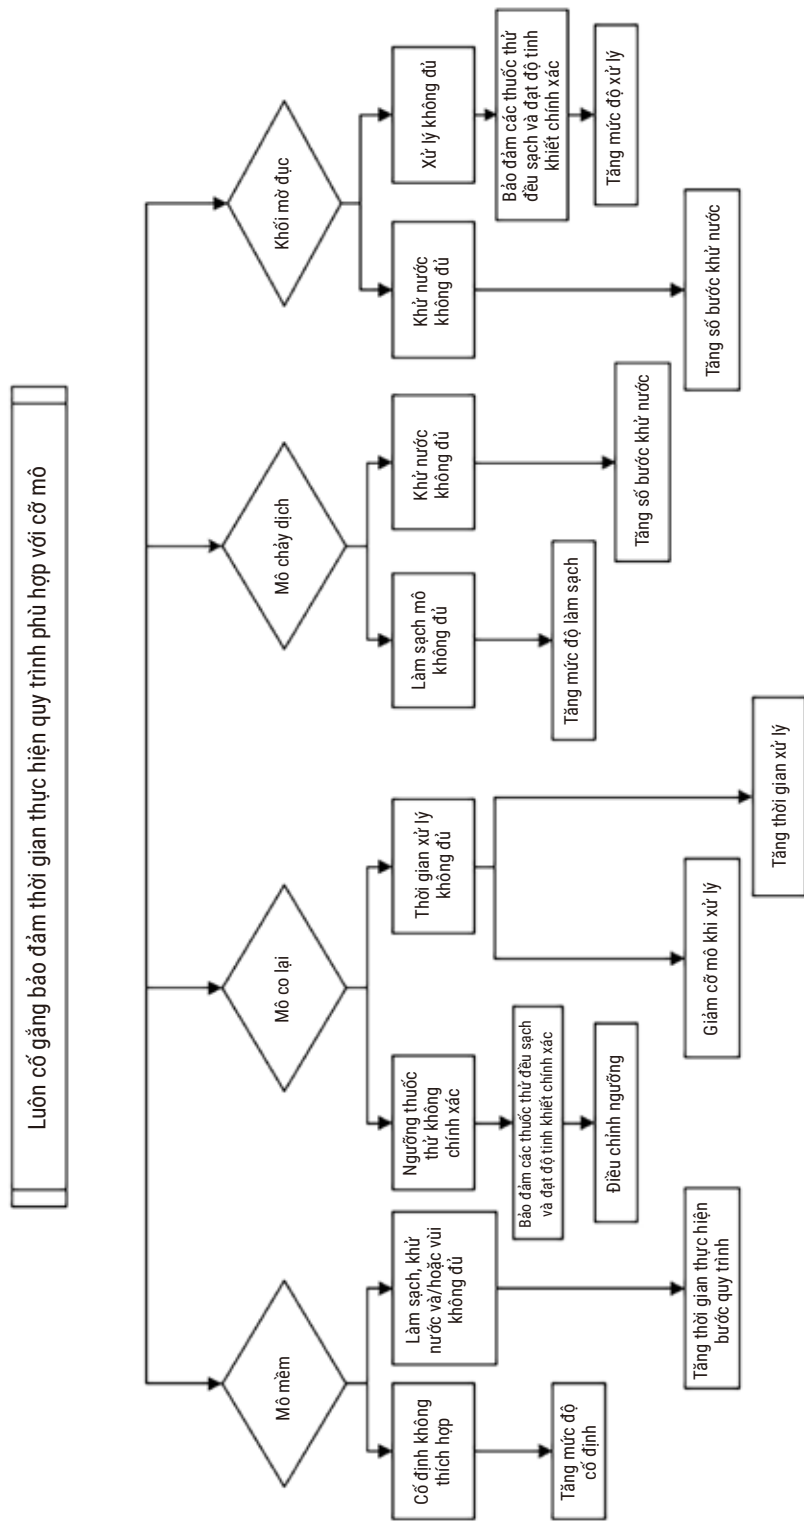 Luôn cố gắng bảo đảm thời gian thực hiện quy trình phù hợp với cỡ mô
Mô mềm
Mô co lại
Mô chảy dịch
Khối mờ đục
Cố định không
thích hợp
Làm sạch, khử
nước và/hoặc vùi
không đủ
Ngưỡng thuốc
thử không
chính xác
Thời gian xử lý
không đủ
Làm sạch mô
không đủ
Khử nước
không đủ
Khử nước
không đủ
Xử lý không đủ
Tăng mức độ
cố định
Tăng thời gian thực hiện
bước quy trình
Bảo đảm các thuốc thử đều sạch
và đạt độ tinh khiết chính xác
Điều chỉnh ngưỡng
Giảm cỡ mô khi xử lý
Tăng thời gian xử lý
Tăng mức độ làm sạch
Tăng số bước khử nước
Tăng số bước khử nước
Bảo đảm các thuốc thử
đều sạch và đạt độ tinh
khiết chính xác
Tăng mức độ xử lý